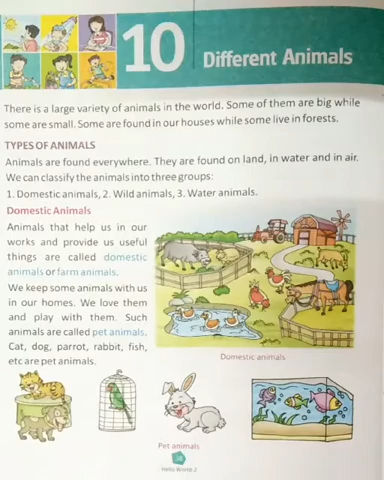 10 Different Animals
There is a large variety of animals in the world. Some of them are big while
some are small. Some are found in our houses while some live in forests.
TYPES OF ANIMALS
Animals are found everywhere. They are found on land, in water and in air.
We can classify the animals into three groups:
1. Domestic animals, 2. Wild animals, 3. Water animals.
Domestic Animals
Animals that help us in our
works and provide us useful
things are called domestic
animals or farm animals.
We keep some animals with us
in our homes. We love them
and play with them. Such
animals are called pet animals.
Cat, dog, parrot, rabbit, fish,
etc are pet animals.
Domestic animals
Pet animals
Hello World 2